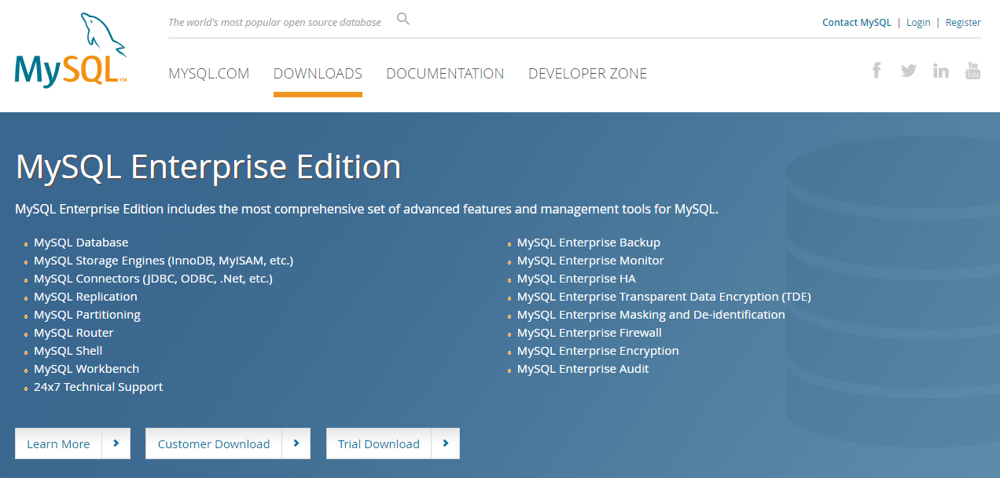 The world's most popular open source database
Contact MySQL | Login | Register
MySQL™
MYSQL.COM DOWNLOADS DOCUMENTATION DEVELOPER ZONE
You Tube
MySQL Enterprise Edition
MySQL Enterprise Edition includes the most comprehensive set of advanced features and management tools for MySQL.
MySQL Database
MySQL Storage Engines (InnoDB, MyISAM, etc.)
MySQL Connectors (JDBC, ODBC, .Net, etc.)
MySQL Replication
MySQL Partitioning
MySQL Router
MySQL Shell
MySQL Workbench
24x7 Technical Support
MySQL Enterprise Backup
MySQL Enterprise Monitor
MySQL Enterprise HA
MySQL Enterprise Transparent Data Encryption (TDE)
MySQL Enterprise Masking and De-identification
MySQL Enterprise Firewall
MySQL Enterprise Encryption
MySQL Enterprise Audit
Learn More Customer Download Trial Download